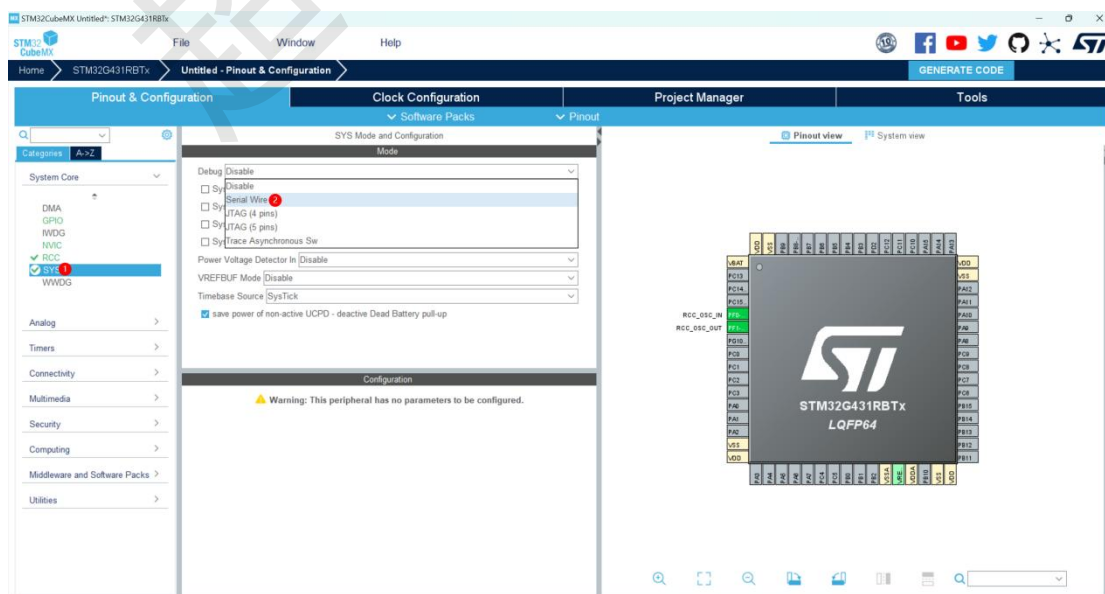 STM32CubeMX Untitled*: STM32G431RBTx
STM32 CubeMX
File Window Help
Home STM32G431RBTx Untitled - Pinout & Configuration GENERATE CODE
Pinout & Configuration Clock Configuration Project Manager Tools
Software Packs Pinout
SYS Mode and Configuration
Pinout view System view
Categories A->Z
Mode
System Core
Debug Disable
Disable
Serial Wire 2
JTAG (4 pins)
JTAG (5 pins)
Trace Asynchronous Sw
DMA
GPIO
IWDG
NVIC
RCC
SYS 1
WWDG
Power Voltage Detector In Disable
VREFBUF Mode Disable
Timebase Source SysTick
save power of non-active UCPD - deactive Dead Battery pull-up
Analog
Timers
Connectivity
Multimedia
Security
Computing
Middleware and Software Packs
Utilities
Configuration
Warning: This peripheral has no parameters to be configured.
VBAT
PC13
PC14..
PC15..
RCC_OSC_IN PF0-..
RCC_OSC_OUT PF1-..
PG10..
PC0
PC1
PC2
PC3
PA0
PA1
PA2
VSS
VDD
STM32G431RBTx
LQFP64
VDD
VSS
PA12
PA11
PA10
PA9
PA8
PC9
PC8
PC7
PC6
PB15
PB14
PB13
PB12
PB11